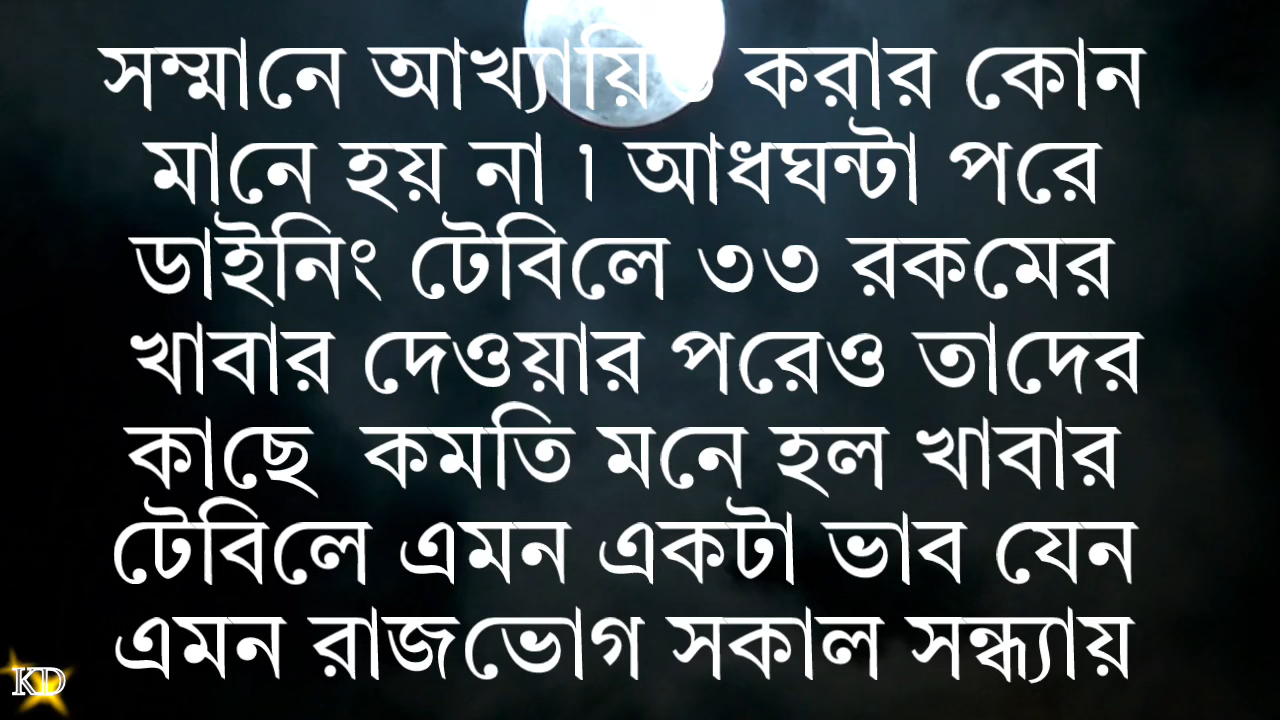 সম্মানে আখ্যায়িত করার কোন
মানে হয় না । আধঘন্টা পরে
ডাইনিং টেবিলে ৩৩ রকমের
খাবার দেওয়ার পরেও তাদের
কাছে কমতি মনে হল খাবার
টেবিলে এমন একটা ভাব যেন
এমন রাজভোগ সকাল সন্ধ্যায়
KD